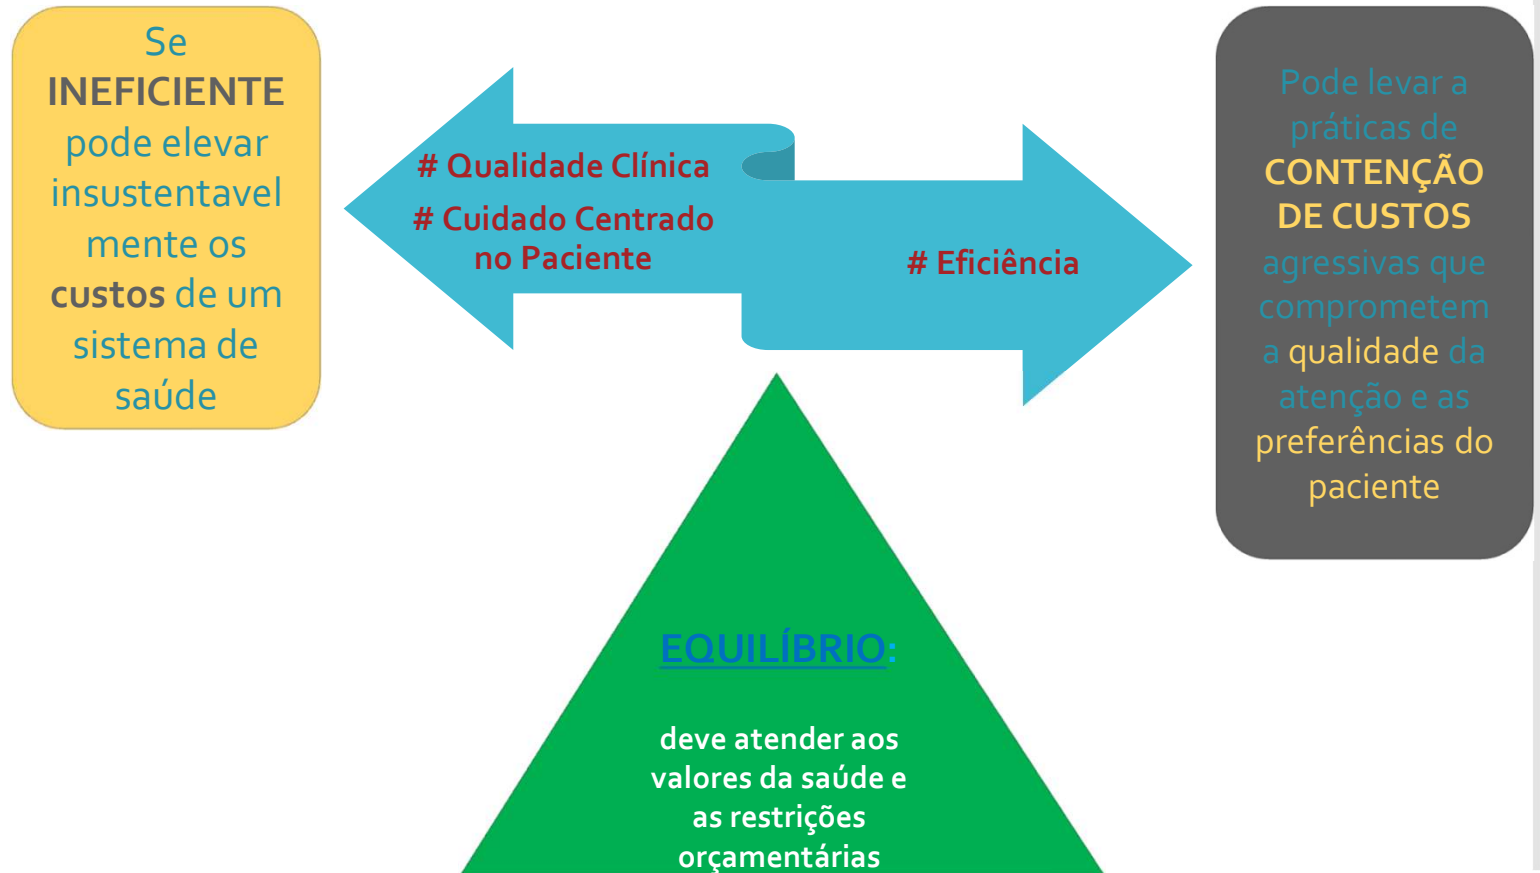 Se
INEFICIENTE
pode elevar
insustentavel
mente os
custos de um
sistema de
saúde
# Qualidade Clínica
# Cuidado Centrado
no Paciente
# Eficiência
Pode levar a
práticas de
CONTENÇÃO
DE CUSTOS
agressivas que
comprometem
a qualidade da
atenção e as
preferências do
paciente
EQUILÍBRIO:
deve atender aos
valores da saúde e
as restrições
orçamentárias